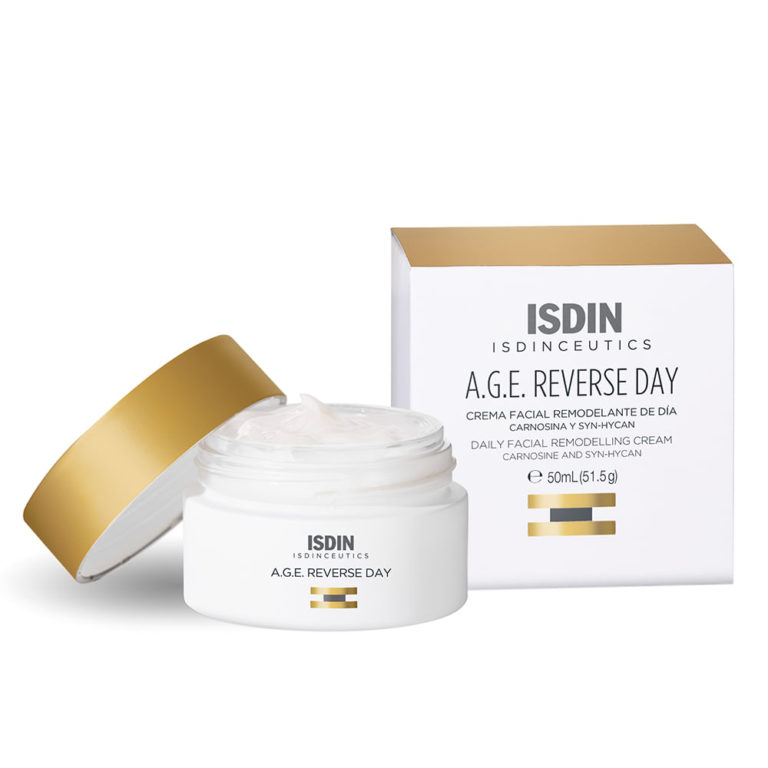 ISDIN
ISDINCEUTICS
A.G.E. REVERSE DAY
CREMA FACIAL REMODELANTE DE DÍA
CARNOSINA Y SYN-HYCAN
DAILY FACIAL REMODELLING CREAM
CARNOSINE AND SYN-HYCAN
℮ 50mL (51.5g)
ISDIN
ISDINCEUTICS
A.G.E. REVERSE DAY